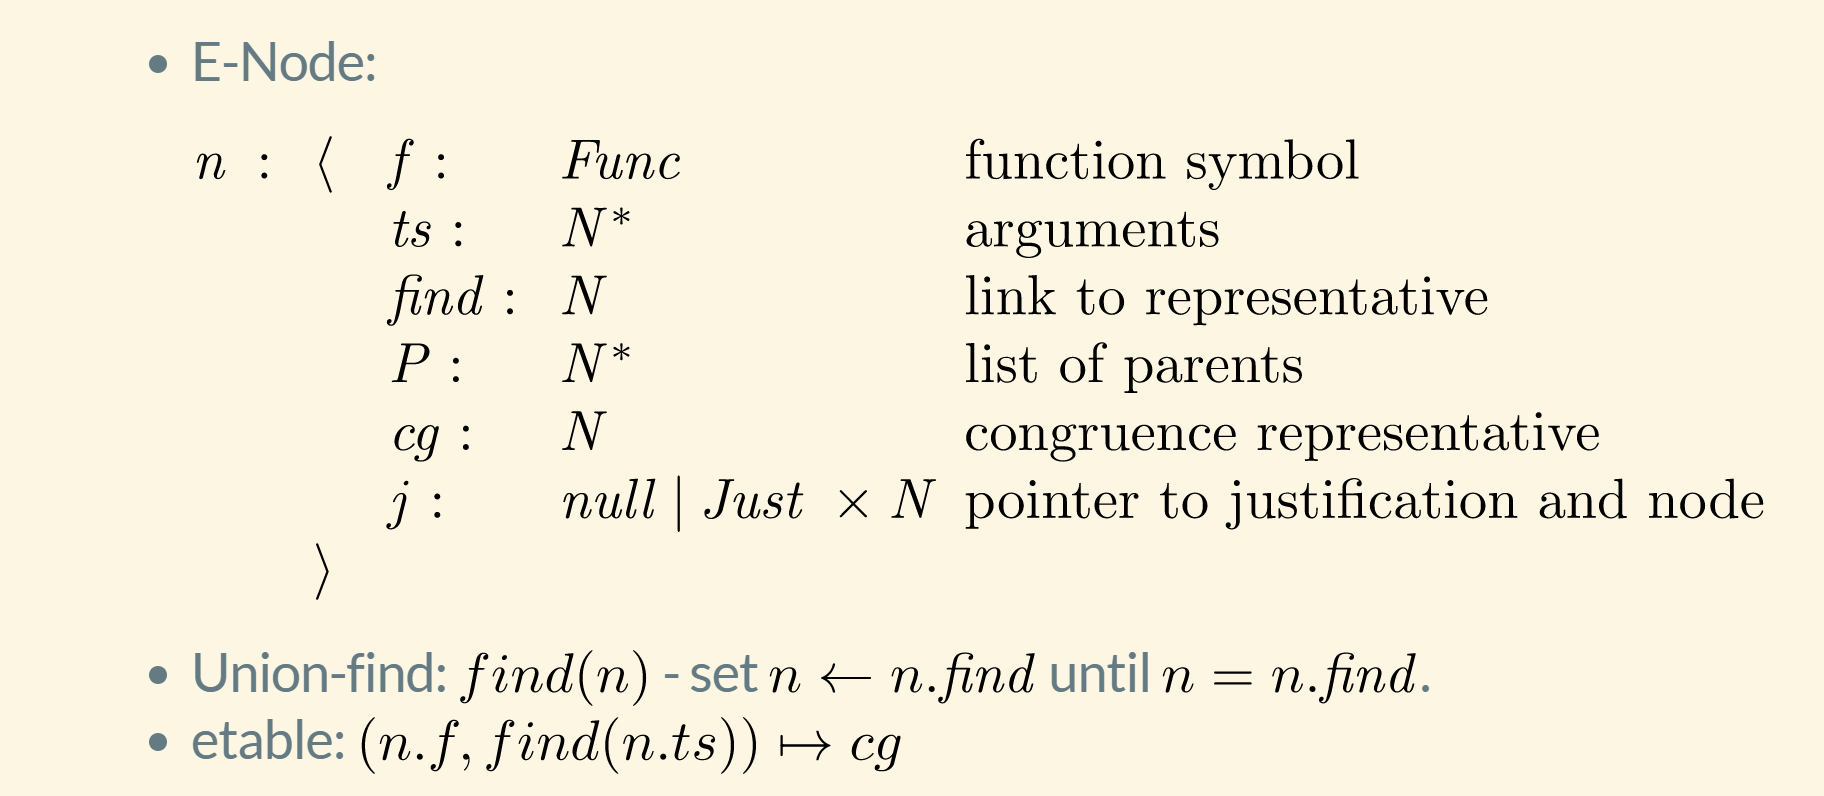 • E-Node:
n : ⟨ f : Func function symbol
ts : N* arguments
find : N link to representative
P : N* list of parents
cg : N congruence representative
j : null | Just × N pointer to justification and node
⟩
• Union-find: find(n) - set n ← n.find until n = n.find.
• etable: (n.f, find(n.ts)) ↦ cg